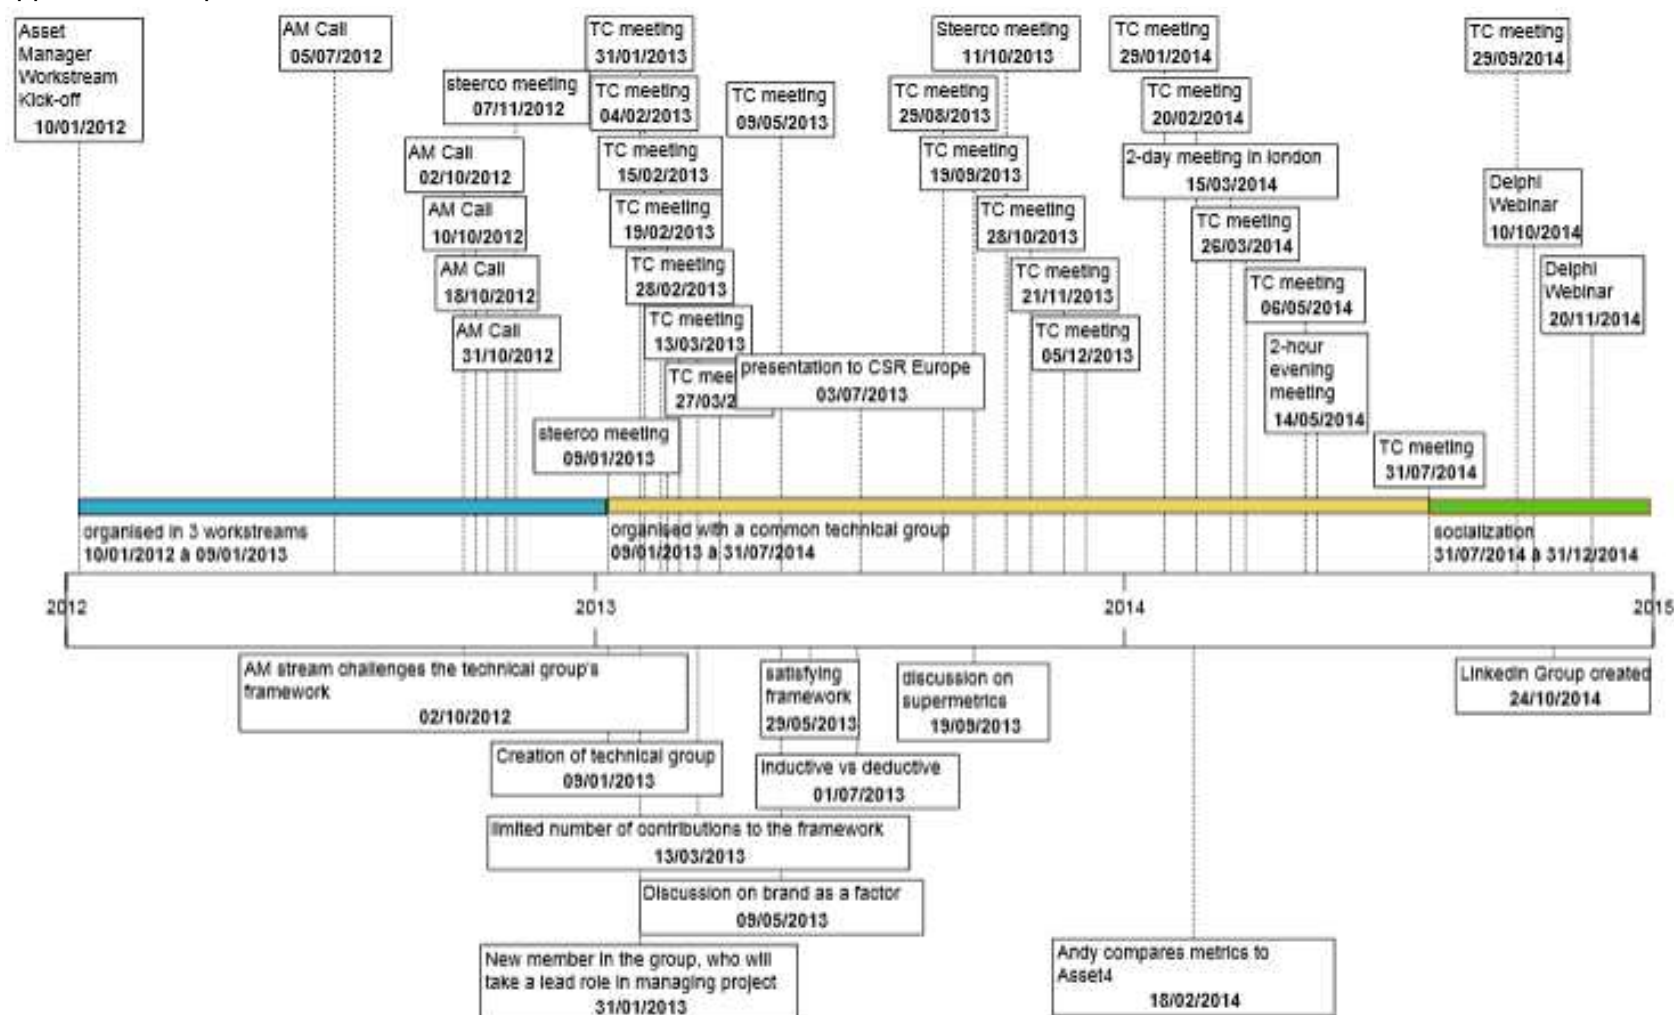 Asset
Manager
Workstream
Kick-off
10/01/2012
AM Call
05/07/2012
steerco meeting
07/11/2012
AM Call
02/10/2012
AM Call
10/10/2012
AM Call
18/10/2012
AM Call
31/10/2012
TC meeting
31/01/2013
TC meeting
04/02/2013
TC meeting
15/02/2013
TC meeting
19/02/2013
TC meeting
28/02/2013
TC meeting
13/03/2013
TC mee
27/03/2
steerco meeting
09/01/2013
TC meeting
09/05/2013
presentation to CSR Europe
03/07/2013
Steerco meeting
11/10/2013
TC meeting
29/08/2013
TC meeting
19/09/2013
TC meeting
28/10/2013
TC meeting
21/11/2013
TC meeting
05/12/2013
TC meeting
29/01/2014
TC meeting
20/02/2014
2-day meeting in london
15/03/2014
TC meeting
26/03/2014
TC meeting
06/05/2014
2-hour
evening
meeting
14/05/2014
TC meeting
31/07/2014
TC meeting
29/09/2014
Delphi
Webinar
10/10/2014
Delphi
Webinar
20/11/2014
organised in 3 workstreams
10/01/2012 à 09/01/2013
organised with a common technical group
09/01/2013 à 31/07/2014
socialization
31/07/2014 à 31/12/2014
2012
2013
2014
2015
AM stream challenges the technical group's
framework
02/10/2012
Creation of technical group
09/01/2013
limited number of contributions to the framework
13/03/2013
Discussion on brand as a factor
09/05/2013
New member in the group, who will
take a lead role in managing project
31/01/2013
satisfying
framework
29/05/2013
Inductive vs deductive
01/07/2013
discussion on
supermetrics
19/09/2013
Andy compares metrics to
Asset4
18/02/2014
LinkedIn Group created
24/10/2014